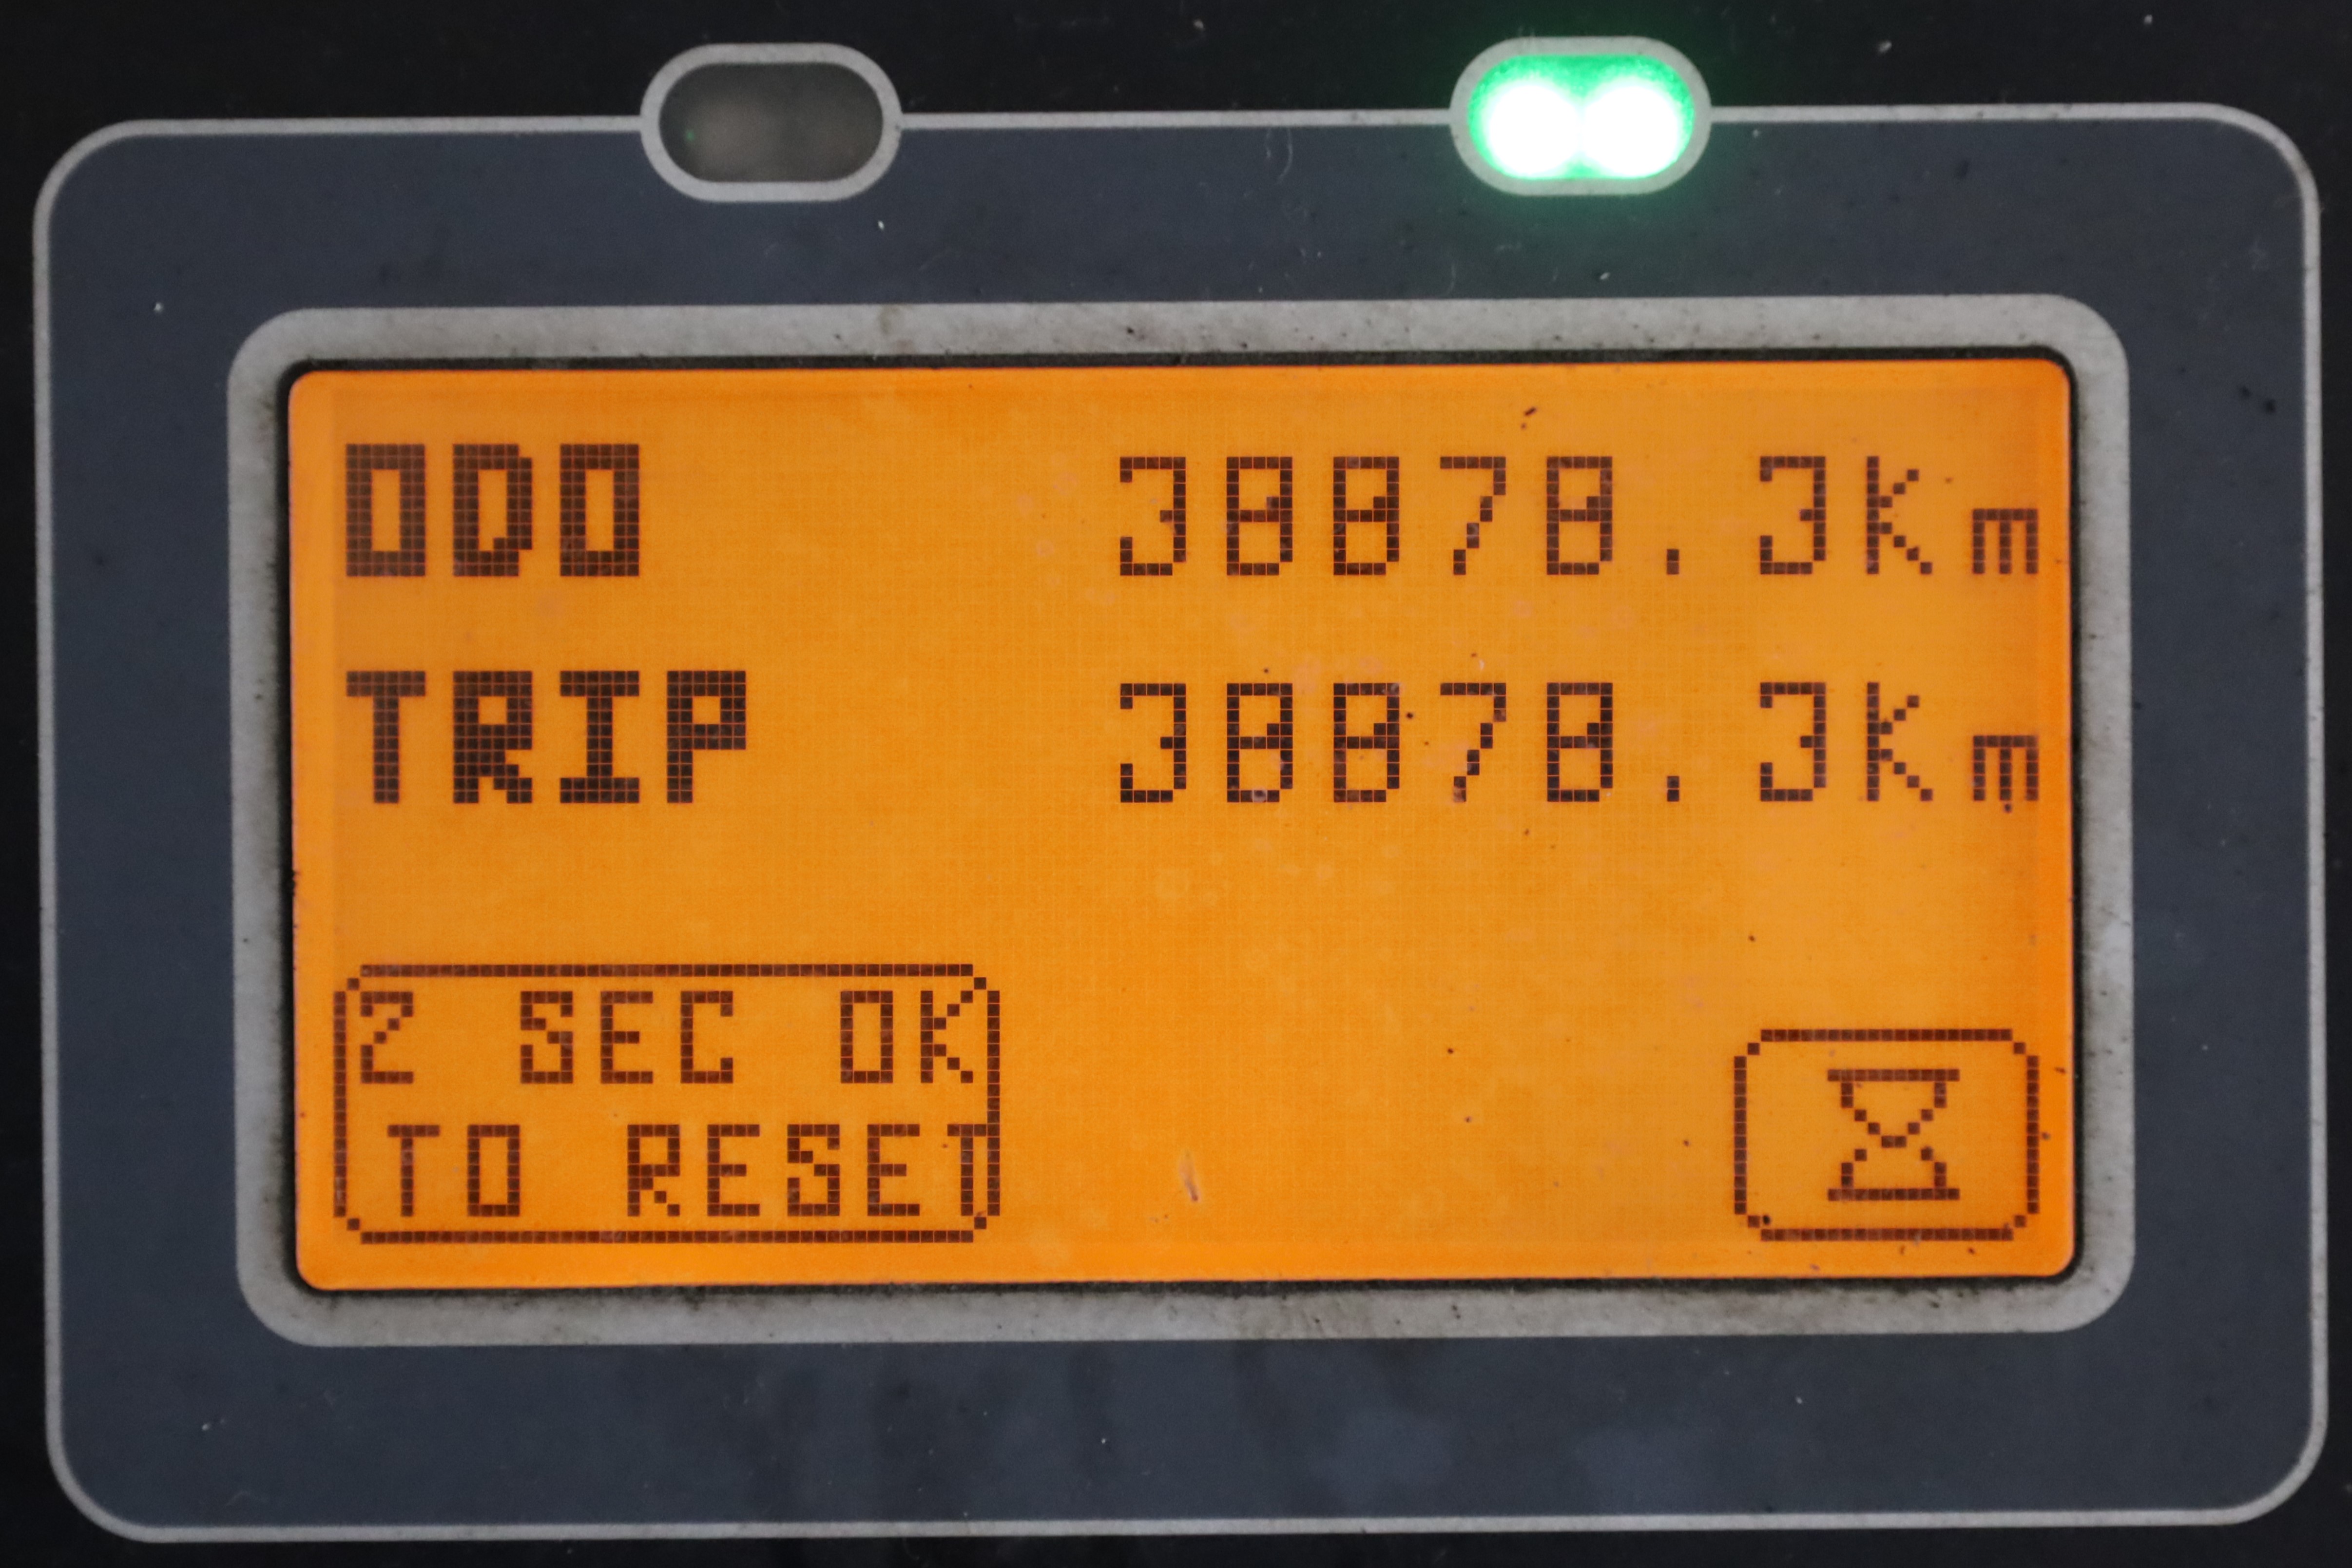 ODO 38878.3Km
TRIP 38878.3Km
2 SEC OK
TO RESET